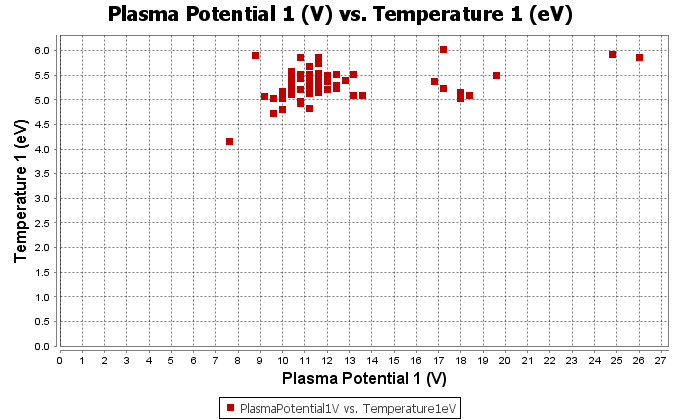 Plasma Potential 1 (V) vs. Temperature 1 (eV)
Temperature 1 (eV)
6.0
5.5
5.0
4.5
4.0
3.5
3.0
2.5
2.0
1.5
1.0
0.5
0.0
0 1 2 3 4 5 6 7 8 9 10 11 12 13 14 15 16 17 18 19 20 21 22 23 24 25 26 27
Plasma Potential 1 (V)
PlasmaPotential1V vs. Temperature1eV